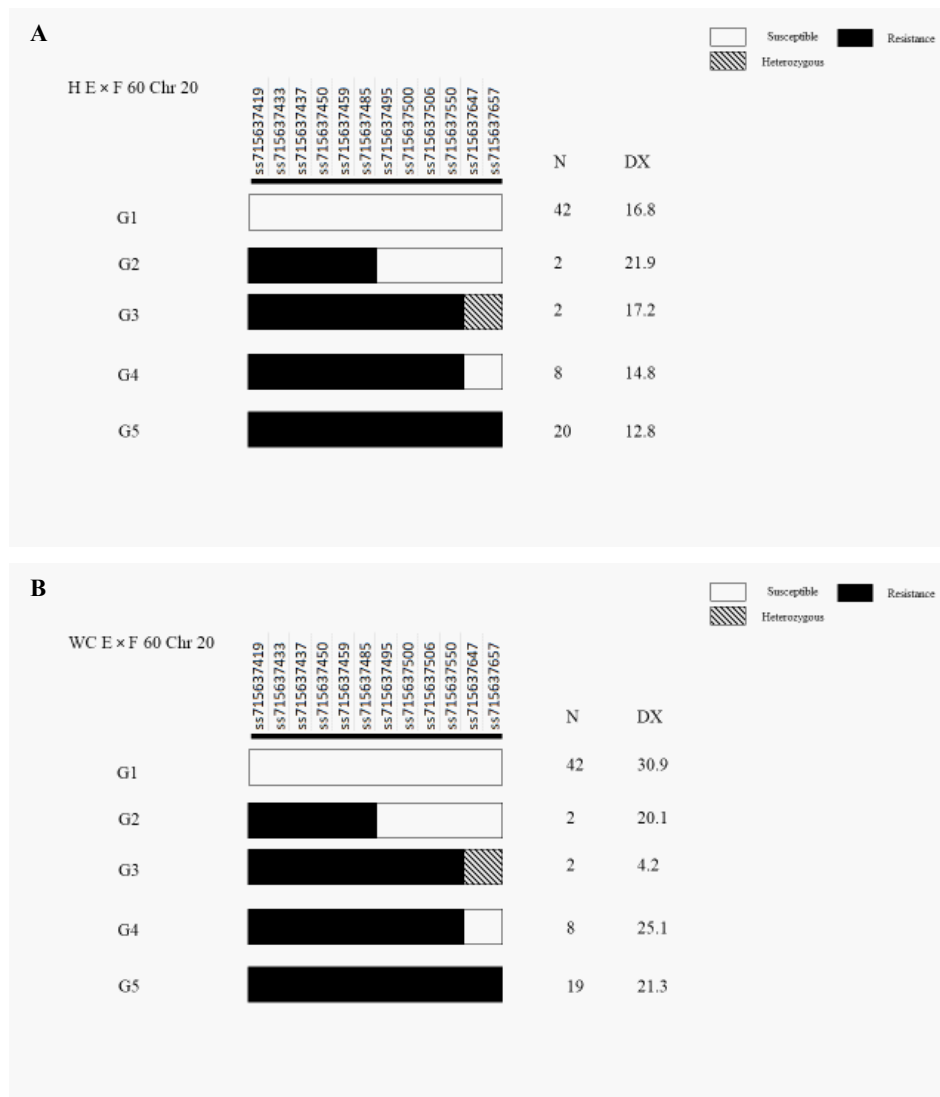 A
Susceptible Resistance
Heterozygous
H E × F 60 Chr 20
ss715637419
ss715637433
ss715637437
ss715637450
ss715637459
ss715637485
ss715637495
ss715637500
ss715637506
ss715637550
ss715637647
ss715637657
N DX
G1 42 16.8
G2 2 21.9
G3 2 17.2
G4 8 14.8
G5 20 12.8
B
Susceptible Resistance
Heterozygous
WC E × F 60 Chr 20
ss715637419
ss715637433
ss715637437
ss715637450
ss715637459
ss715637485
ss715637495
ss715637500
ss715637506
ss715637550
ss715637647
ss715637657
N DX
G1 42 30.9
G2 2 20.1
G3 2 4.2
G4 8 25.1
G5 19 21.3